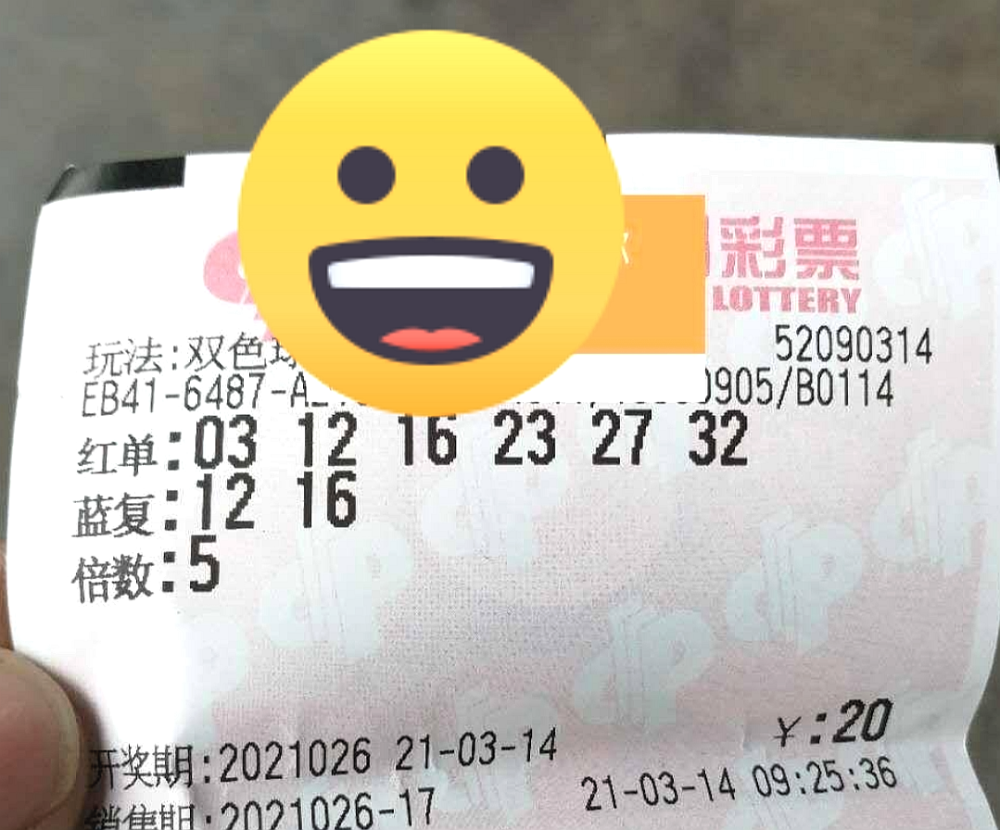 彩票
LOTTERY
玩法:双色球 52090314
EB41-6487- 0905/B0114
红单:03 12 16 23 27 32
蓝复:12 16
倍数:5
￥:20
开奖期:2021026 21-03-14
销售期:2021026-17 21-03-14 09:25:36